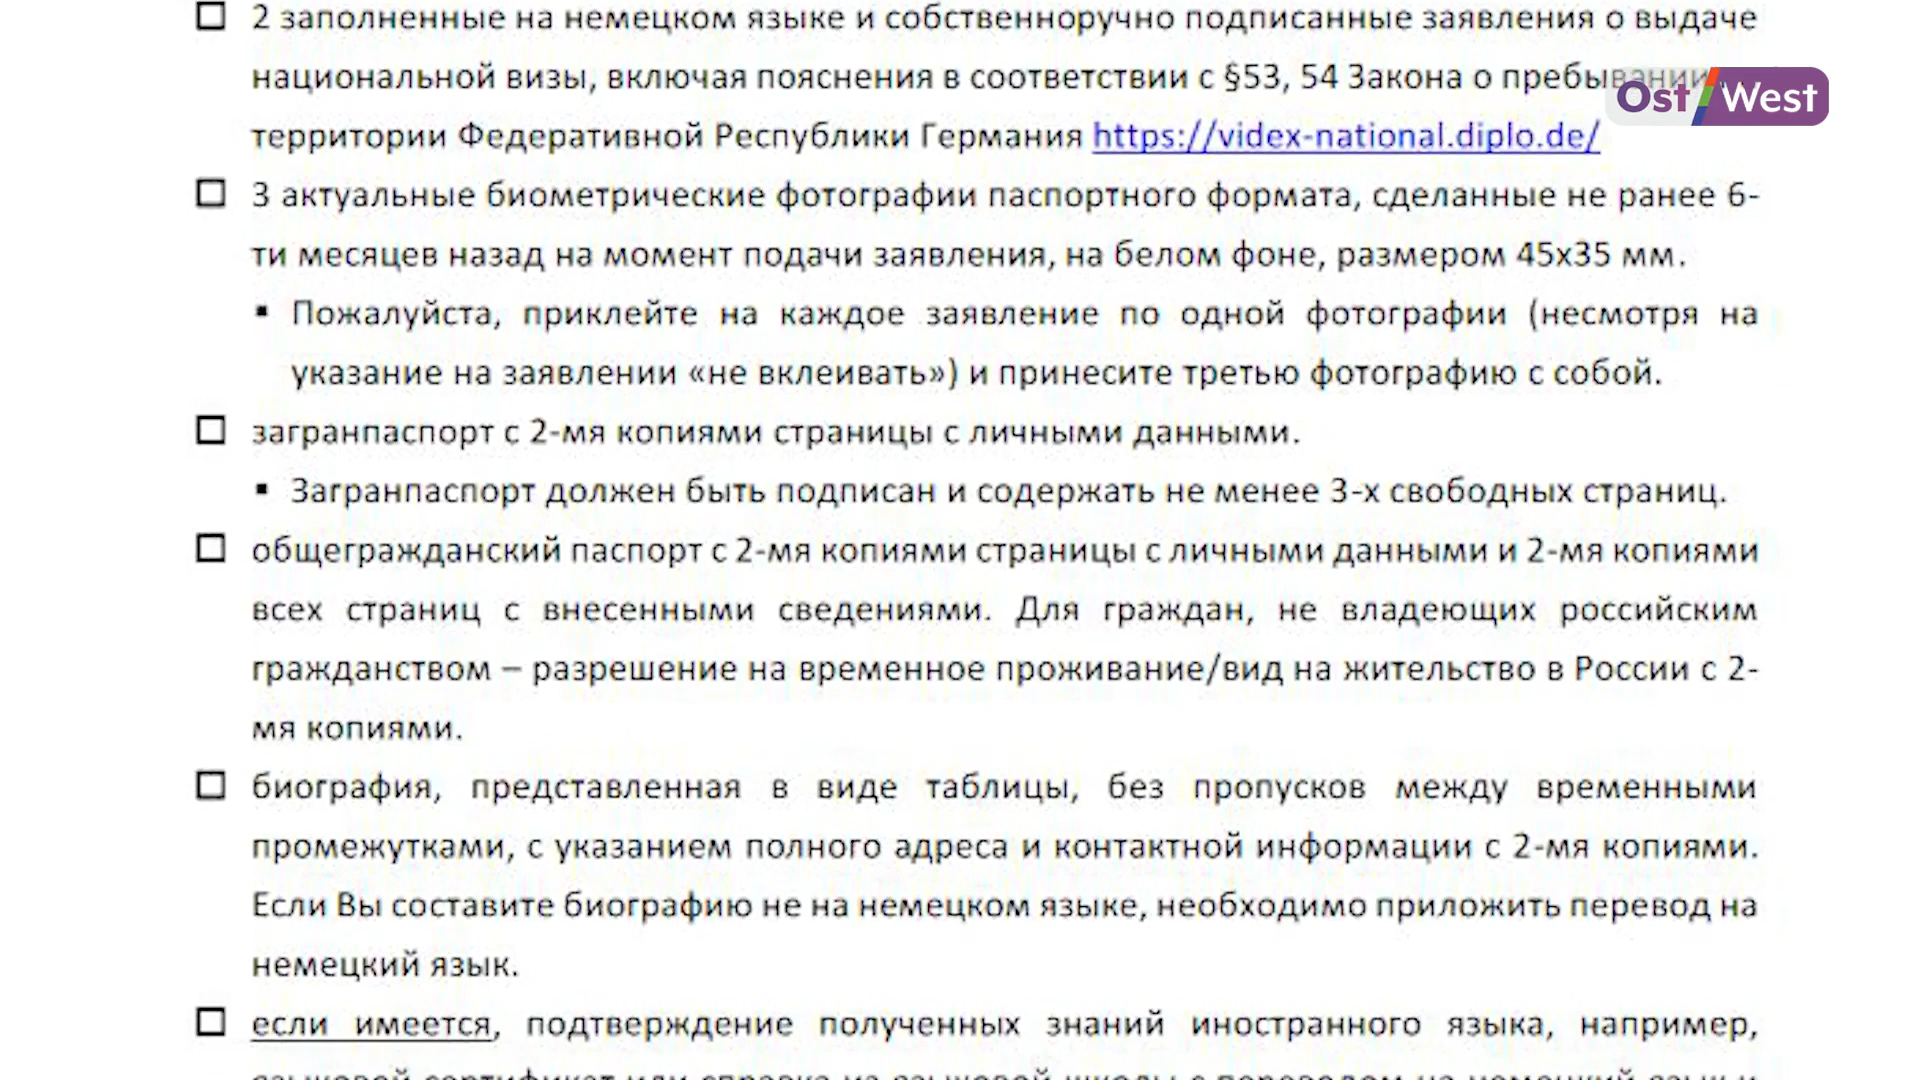 2 заполненные на немецком языке и собственноручно подписанные заявления о выдаче
национальной визы, включая пояснения в соответствии с §53, 54 Закона о пребывании
Ost West
территории Федеративной Республики Германия https://videx-national.diplo.de/
3 актуальные биометрические фотографии паспортного формата, сделанные не ранее 6-
ти месяцев назад на момент подачи заявления, на белом фоне, размером 45x35 мм.
▪ Пожалуйста, приклейте на каждое заявление по одной фотографии (несмотря на
указание на заявлении «не вклеивать») и принесите третью фотографию с собой.
загранпаспорт с 2-мя копиями страницы с личными данными.
▪ Загранпаспорт должен быть подписан и содержать не менее 3-х свободных страниц.
общегражданский паспорт с 2-мя копиями страницы с личными данными и 2-мя копиями
всех страниц с внесенными сведениями. Для граждан, не владеющих российским
гражданством – разрешение на временное проживание/вид на жительство в России с 2-
мя копиями.
биография, представленная в виде таблицы, без пропусков между временными
промежутками, с указанием полного адреса и контактной информации с 2-мя копиями.
Если Вы составите биографию не на немецком языке, необходимо приложить перевод на
немецкий язык.
если имеется, подтверждение полученных знаний иностранного языка, например,